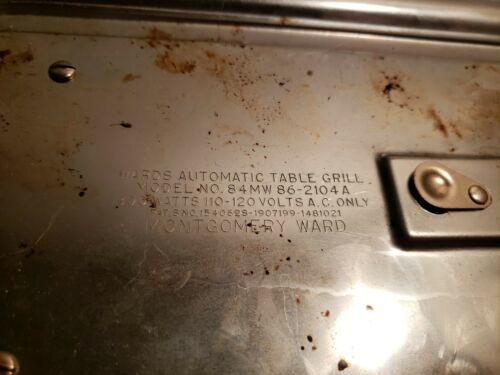 WARDS AUTOMATIC TABLE GRILL
MODEL NO. 84MW 86-2104A
WATTS 110-120 VOLTS A.C. ONLY
PAT. S NO. 1540628-1907199-1481021
MONTGOMERY WARD